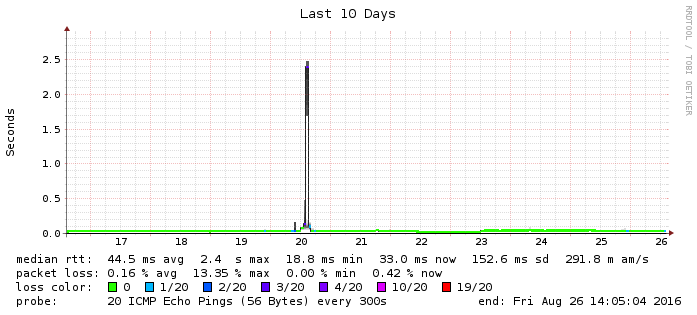 Last 10 Days
RRDTOOL / TOBI OETIKER
Seconds
2.5
2.0
1.5
1.0
0.5
0.0
17 18 19 20 21 22 23 24 25 26
median rtt: 44.5 ms avg 2.4 s max 18.8 ms min 33.0 ms now 152.6 ms sd 291.8 m am/s
packet loss: 0.16 % avg 13.35 % max 0.00 % min 0.42 % now
loss color: 0 1/20 2/20 3/20 4/20 10/20 19/20
probe: 20 ICMP Echo Pings (56 Bytes) every 300s end: Fri Aug 26 14:05:04 2016